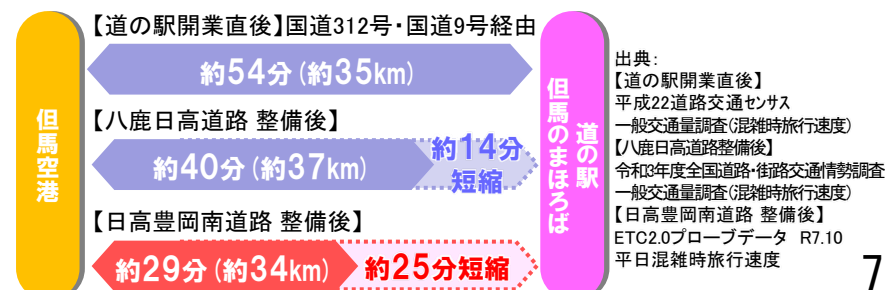 【道の駅開業直後】国道312号・国道9号経由
約54分(約35km)
【八鹿日高道路 整備後】
約40分(約37km)
約14分
短縮
【日高豊岡南道路 整備後】
約29分(約34km)
約25分短縮
但馬空港
道の駅
但馬のまほろば
出典:
【道の駅開業直後】
平成22道路交通センサス
一般交通量調査(混雑時旅行速度)
【八鹿日高道路整備後】
令和3年度全国道路・街路交通情勢調査
一般交通量調査(混雑時旅行速度)
【日高豊岡南道路 整備後】
ETC2.0プローブデータ R7.10
平日混雑時旅行速度
7